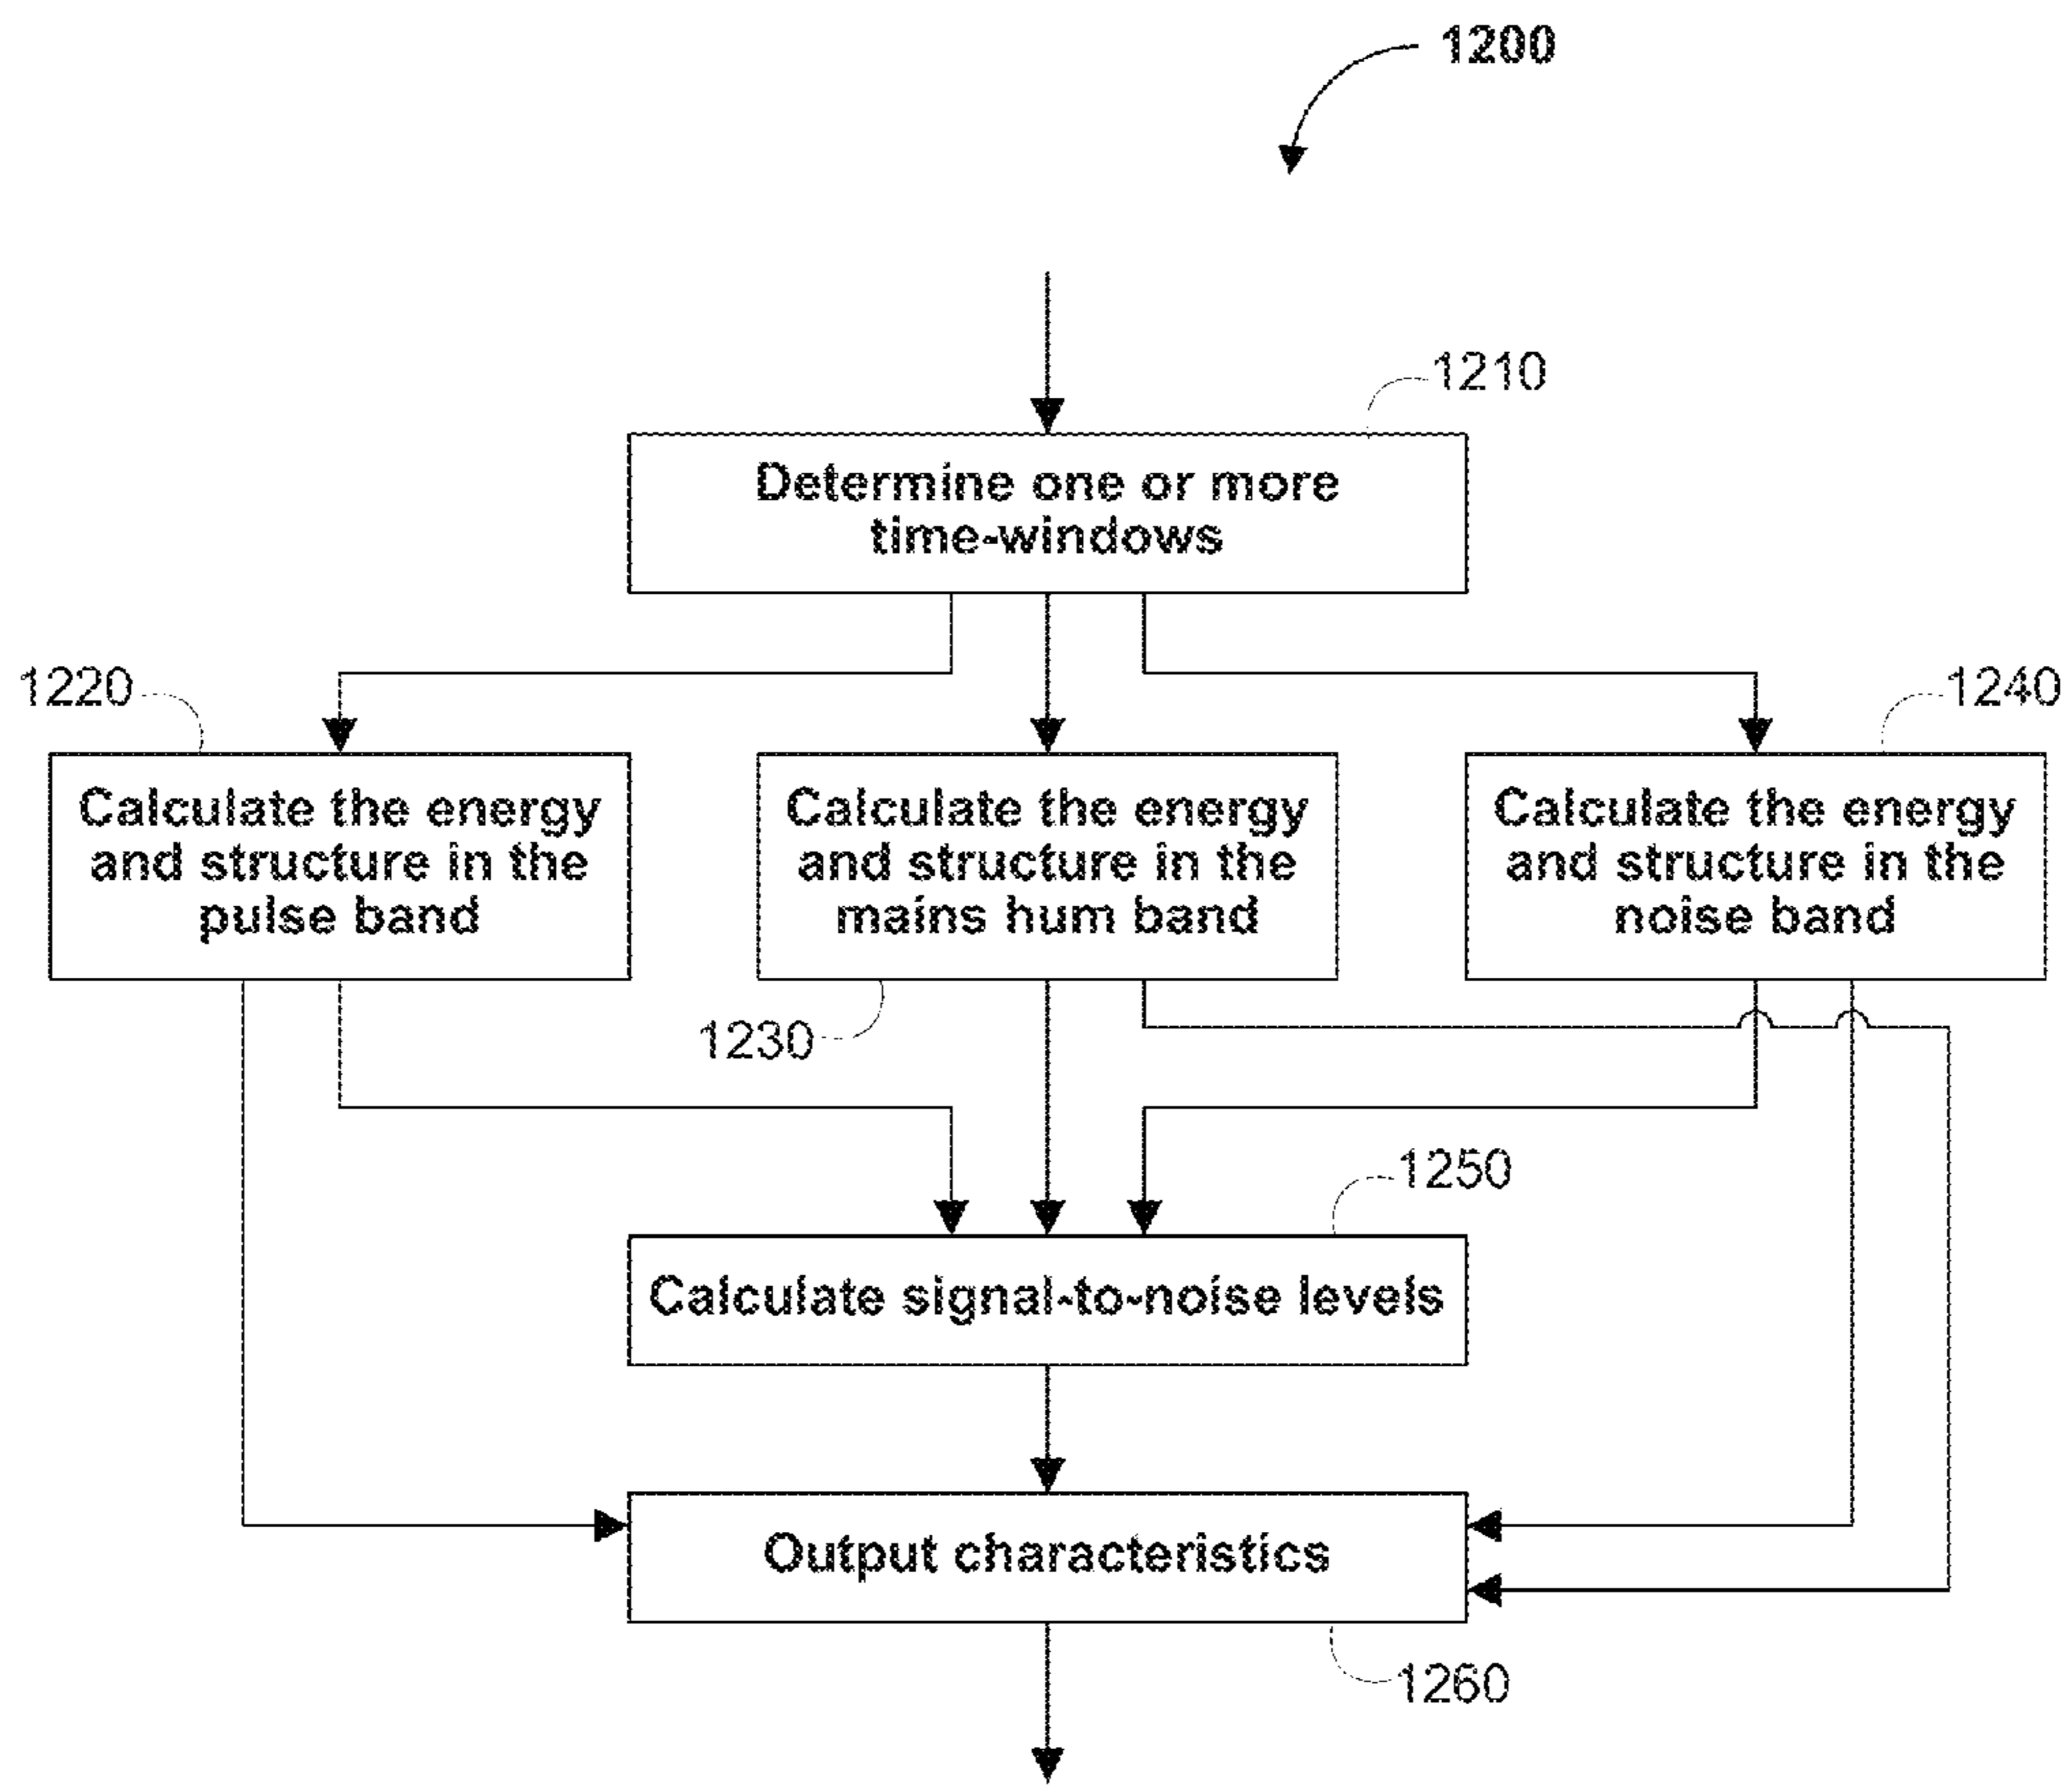 1200
1210
Determine one or more
time-windows
1220
1240
Calculate the energy
and structure in the
pulse band
Calculate the energy
and structure in the
mains hum band
Calculate the energy
and structure in the
noise band
1230
1250
Calculate signal-to-noise levels
Output characteristics
1260